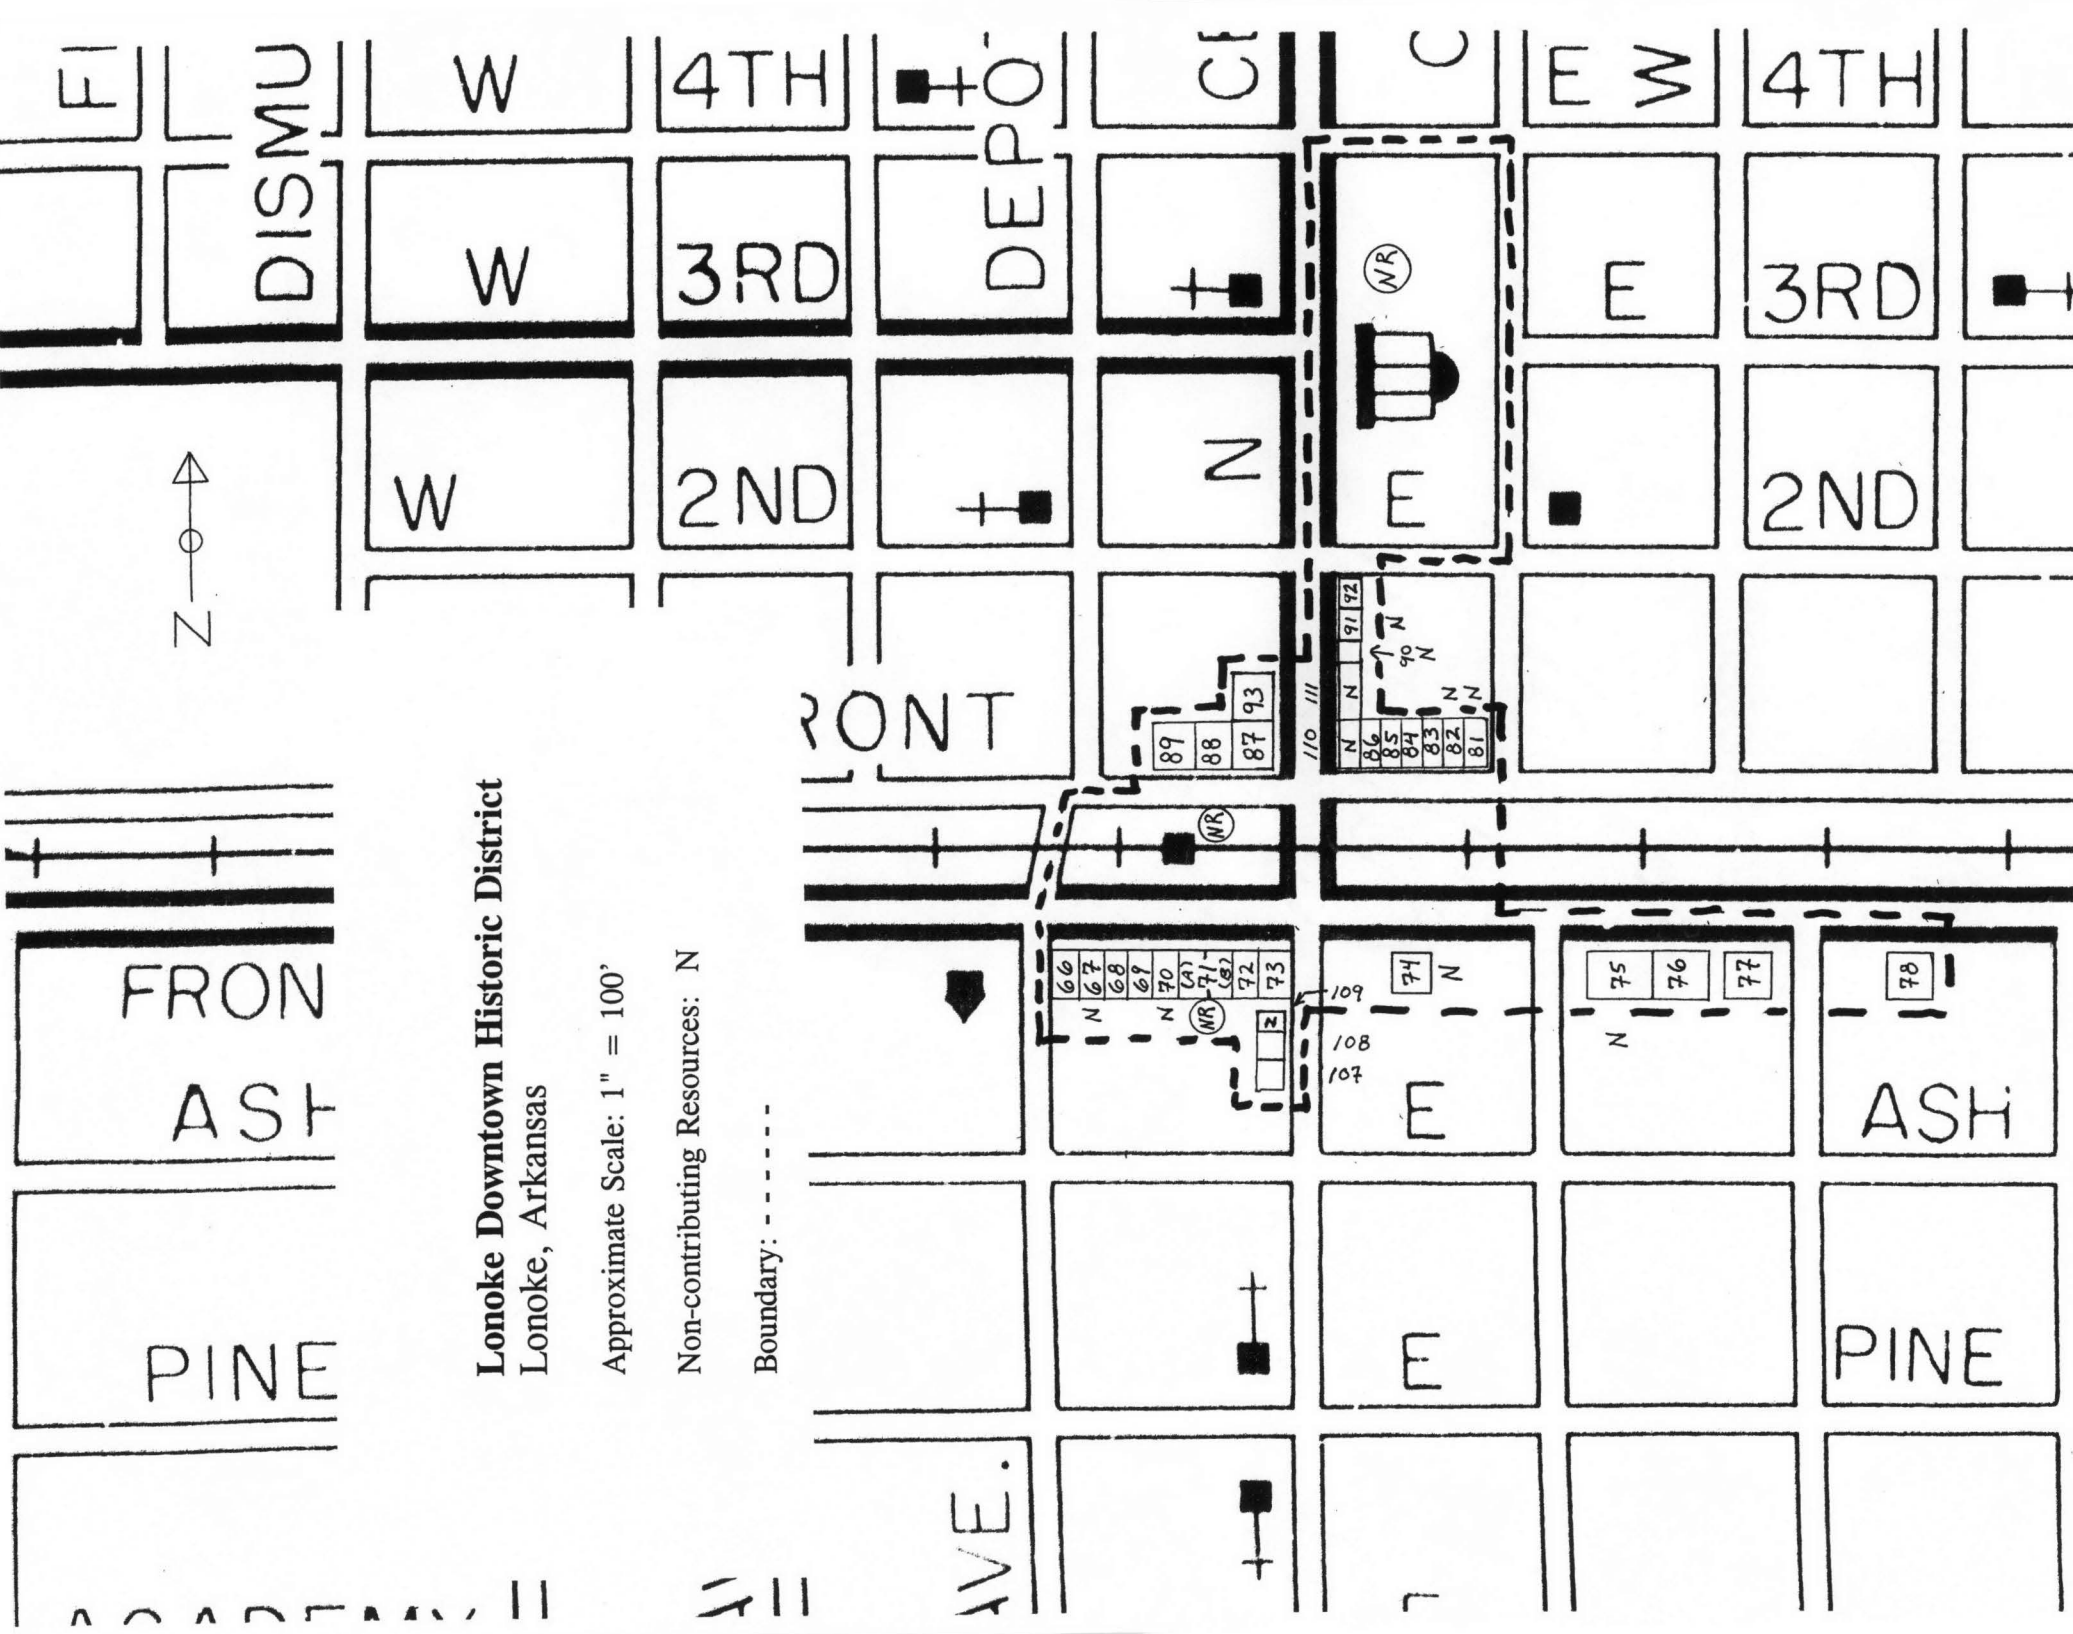 FI
DISMU
W
4TH
DEPO
C
E W
4TH
W
3RD
NR
E
3RD
W
2ND
N
E
2ND
N
92
91
N
90
N
RONT
93
111
N
N
N
89
88
87
110
N
86
85
84
83
82
81
NR
Lonoke Downtown Historic District
Lonoke, Arkansas
Approximate Scale: 1" = 100'
Non-contributing Resources: N
Boundary: - - - - - -
FRON
ASH
PINE
66
67
68
69
70
(A)
71
(B)
72
73
N
N
NR
N
109
108
107
74
N
75
76
77
N
78
E
ASH
E
PINE
AVE.
ACADEMY